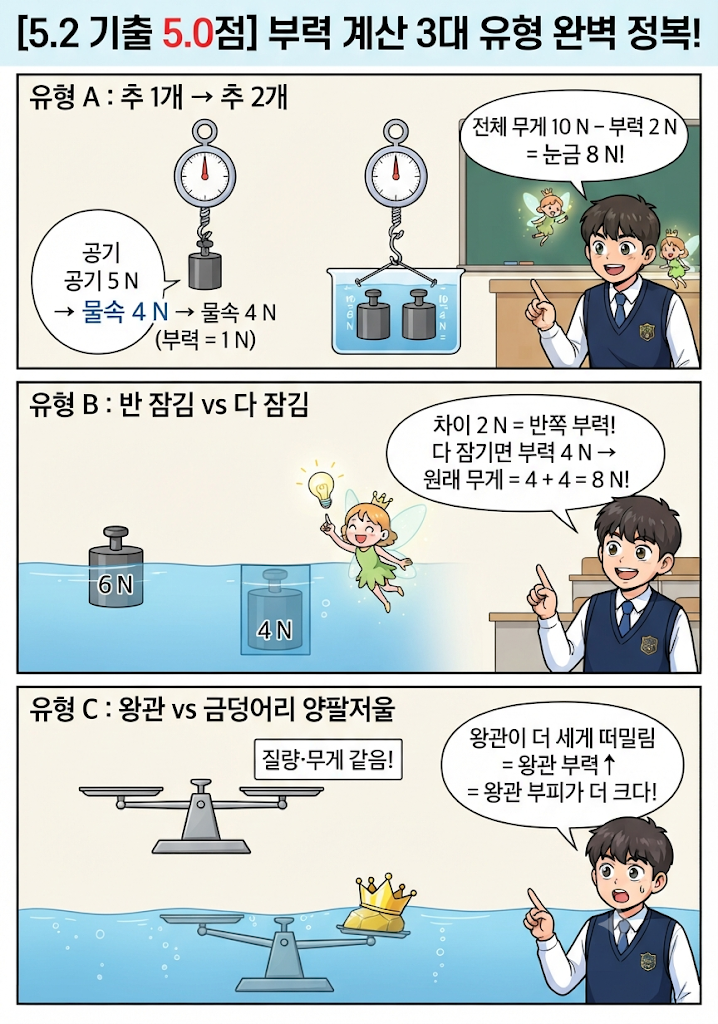 [5.2 기출 5.0점] 부력 계산 3대 유형 완벽 정복!
유형 A : 추 1개 → 추 2개
전체 무게 10 N – 부력 2 N
= 눈금 8 N!
공기
공기 5 N
→ 물속 4 N → 물속 4 N
(부력 = 1 N)
유형 B : 반 잠김 vs 다 잠김
차이 2 N = 반쪽 부력!
다 잠기면 부력 4 N →
원래 무게 = 4 + 4 = 8 N!
6 N
4 N
유형 C : 왕관 vs 금덩어리 양팔저울
질량·무게 같음!
왕관이 더 세게 떠밀림
= 왕관 부력↑
= 왕관 부피가 더 크다!